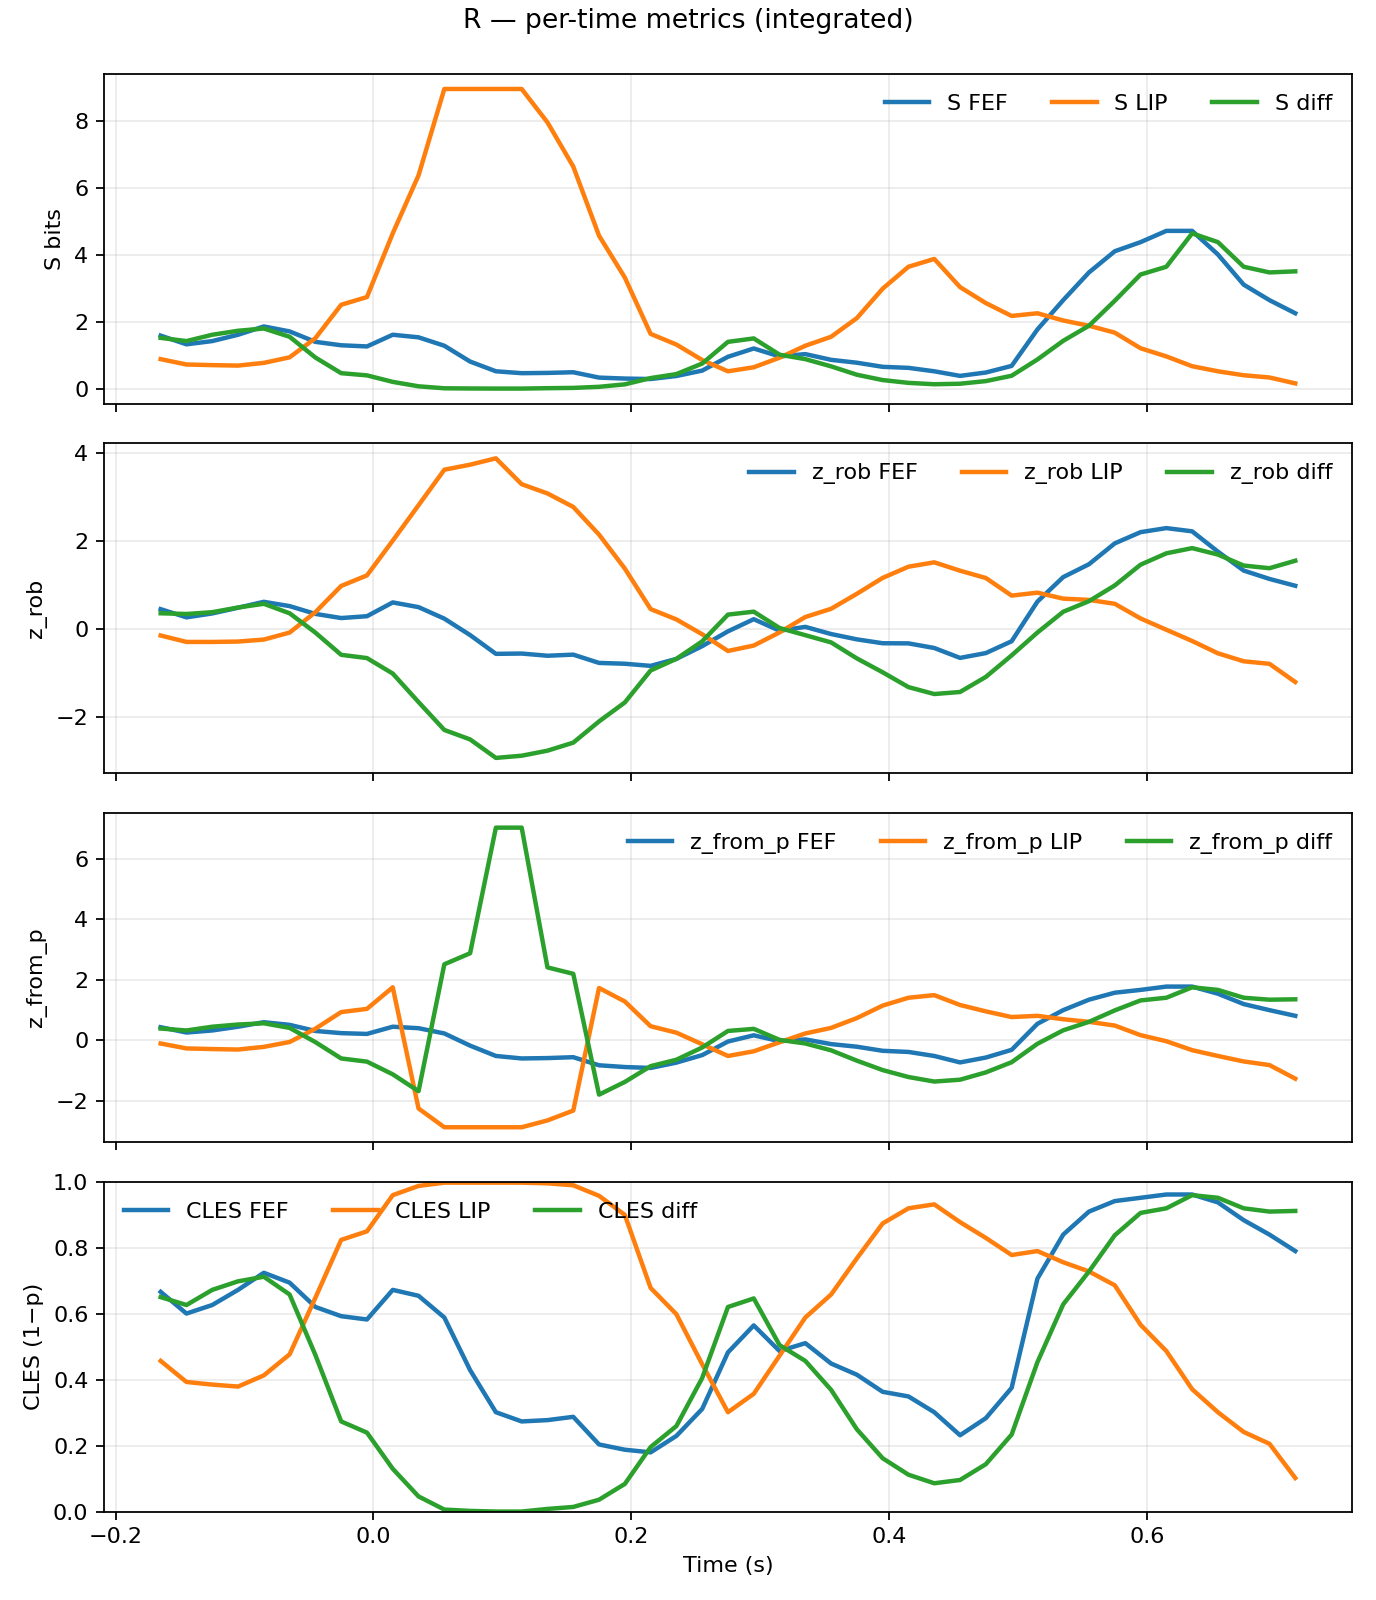 R — per-time metrics (integrated)
S FEF S LIP S diff
8
6
4
2
0
S bits
z_rob FEF z_rob LIP z_rob diff
4
2
0
−2
z_rob
z_from_p FEF z_from_p LIP z_from_p diff
6
4
2
0
−2
z_from_p
CLES FEF CLES LIP CLES diff
1.0
0.8
0.6
0.4
0.2
0.0
CLES (1−p)
−0.2 0.0 0.2 0.4 0.6
Time (s)